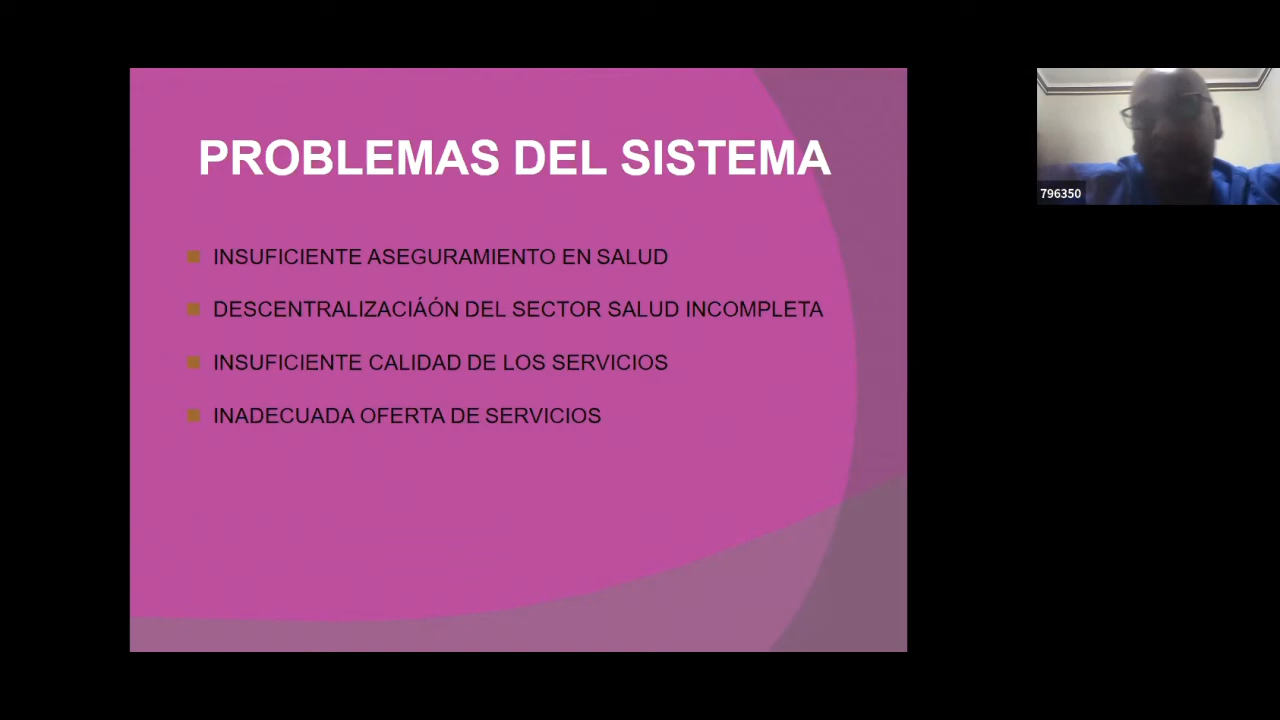 PROBLEMAS DEL SISTEMA
INSUFICIENTE ASEGURAMIENTO EN SALUD
DESCENTRALIZACIÁÓN DEL SECTOR SALUD INCOMPLETA
INSUFICIENTE CALIDAD DE LOS SERVICIOS
INADECUADA OFERTA DE SERVICIOS
796350